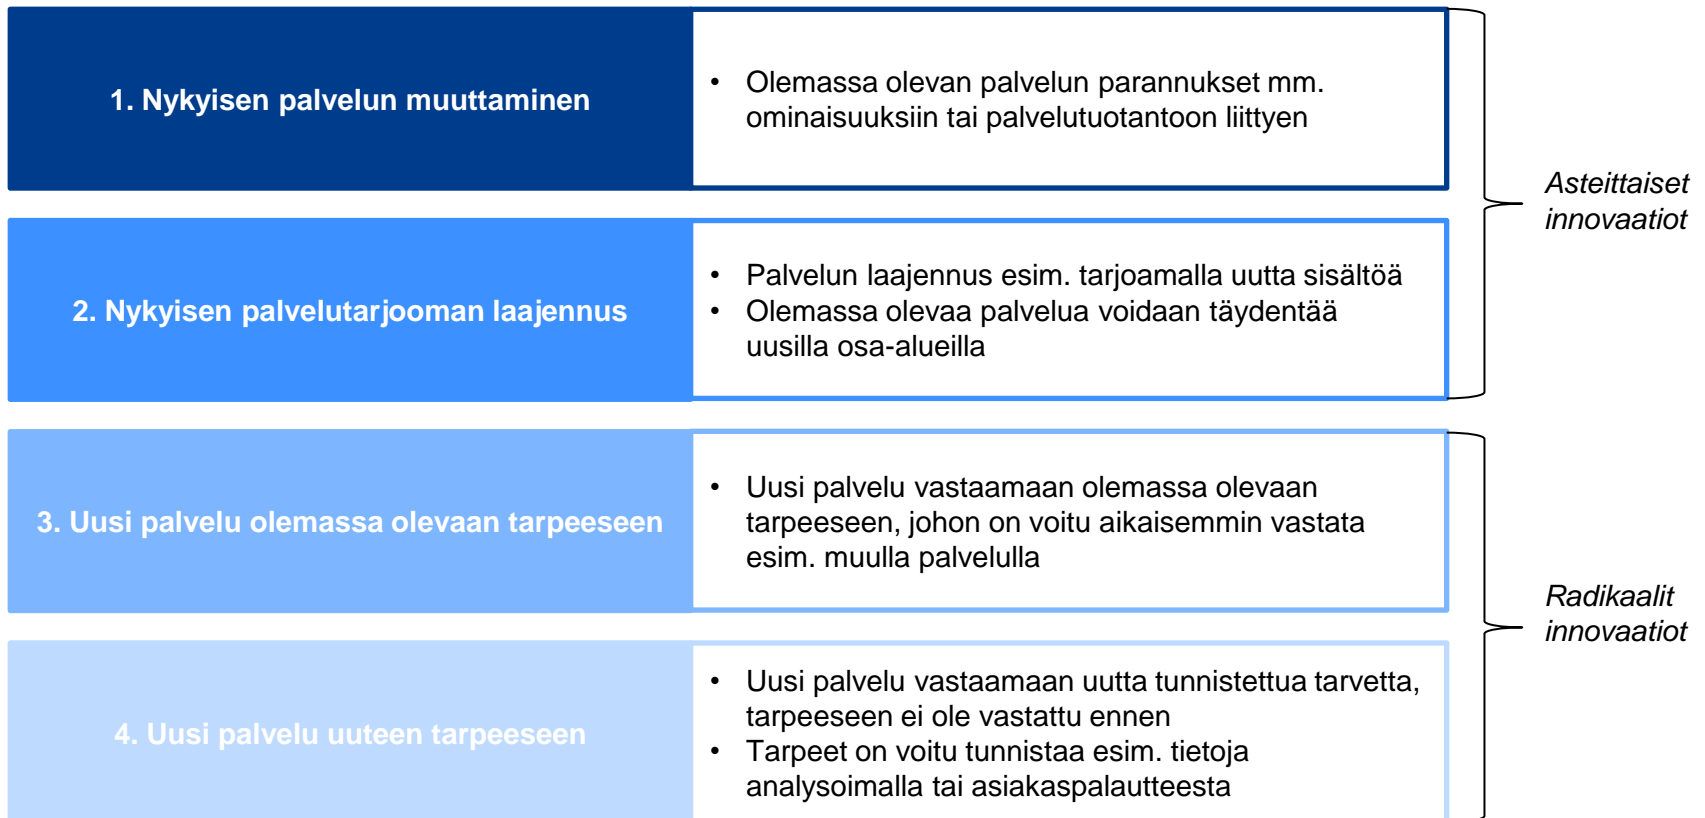 1. Nykyisen palvelun muuttaminen
• Olemassa olevan palvelun parannukset mm.
ominaisuuksiin tai palvelutuotantoon liittyen
2. Nykyisen palvelutarjooman laajennus
• Palvelun laajennus esim. tarjoamalla uutta sisältöä
• Olemassa olevaa palvelua voidaan täydentää
uusilla osa-alueilla
Asteittaiset
innovaatiot
3. Uusi palvelu olemassa olevaan tarpeeseen
• Uusi palvelu vastaamaan olemassa olevaan
tarpeeseen, johon on voitu aikaisemmin vastata
esim. muulla palvelulla
4. Uusi palvelu uuteen tarpeeseen
• Uusi palvelu vastaamaan uutta tunnistettua tarvetta,
tarpeeseen ei ole vastattu ennen
• Tarpeet on voitu tunnistaa esim. tietoja
analysoimalla tai asiakaspalautteesta
Radikaalit
innovaatiot